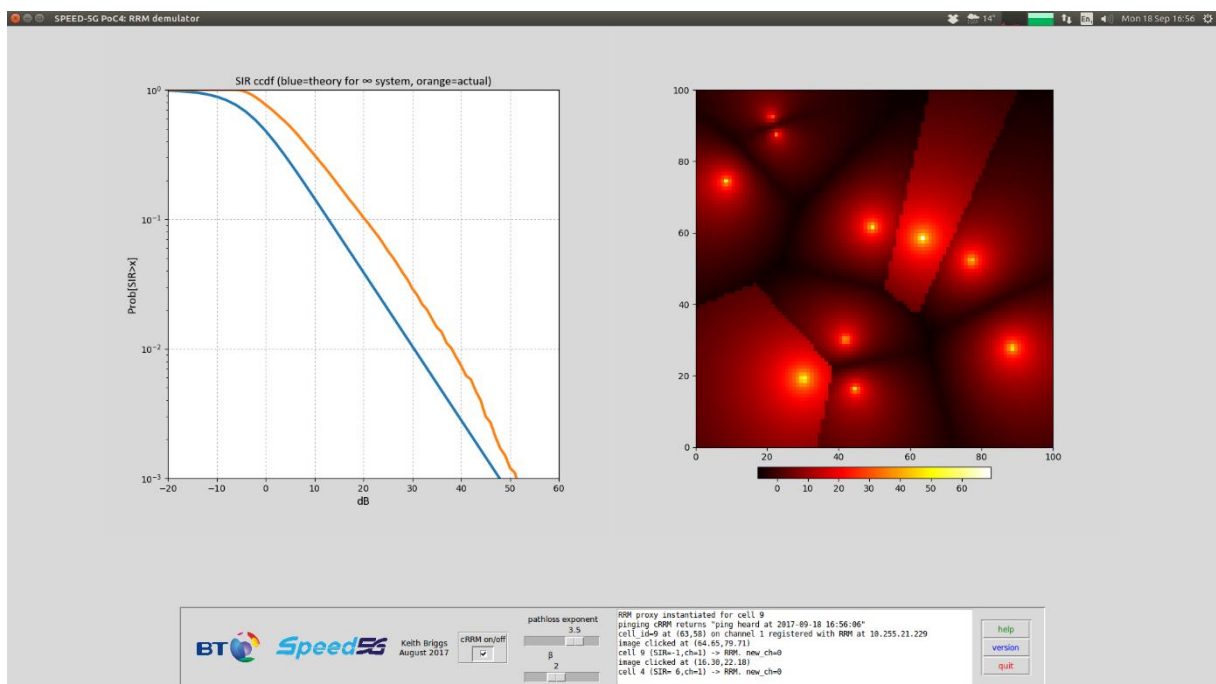 SPEED-5G PoC4: RRM demulator
14° En Mon 18 Sep 16:56
SIR ccdf (blue=theory for ∞ system, orange=actual)
Prob[SIR>x]
10^0
10^-1
10^-2
10^-3
−20 −10 0 10 20 30 40 50 60
dB
100
80
60
40
20
0
0 20 40 60 80 100
0 10 20 30 40 50 60
BT
Speed5G
Keith Briggs
August 2017
cRRM on/off
pathloss exponent
3.5
β
2
RRM proxy instantiated for cell 9
pinging cRRM returns "ping heard at 2017-09-18 16:56:06"
cell_id=9 at (63,58) on channel 1 registered with RRM at 10.255.21.229
image clicked at (64.65,79.71)
cell 9 (SIR=-1,ch=1) -> RRM. new_ch=0
image clicked at (16.30,22.18)
cell 4 (SIR= 6,ch=1) -> RRM. new_ch=0
help
version
quit